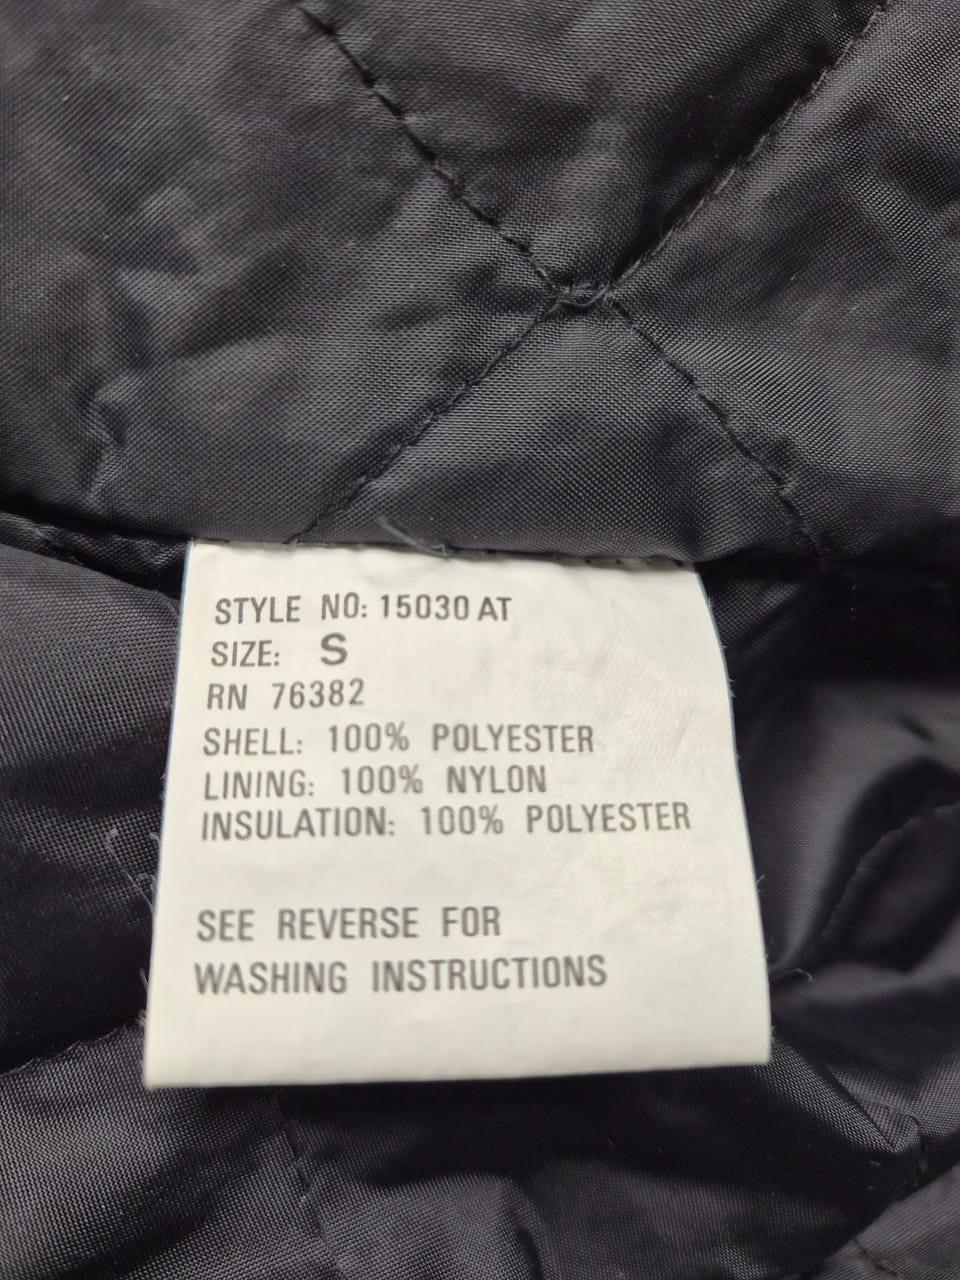 STYLE NO: 15030 AT
SIZE: S
RN 76382
SHELL: 100% POLYESTER
LINING: 100% NYLON
INSULATION: 100% POLYESTER
SEE REVERSE FOR
WASHING INSTRUCTIONS